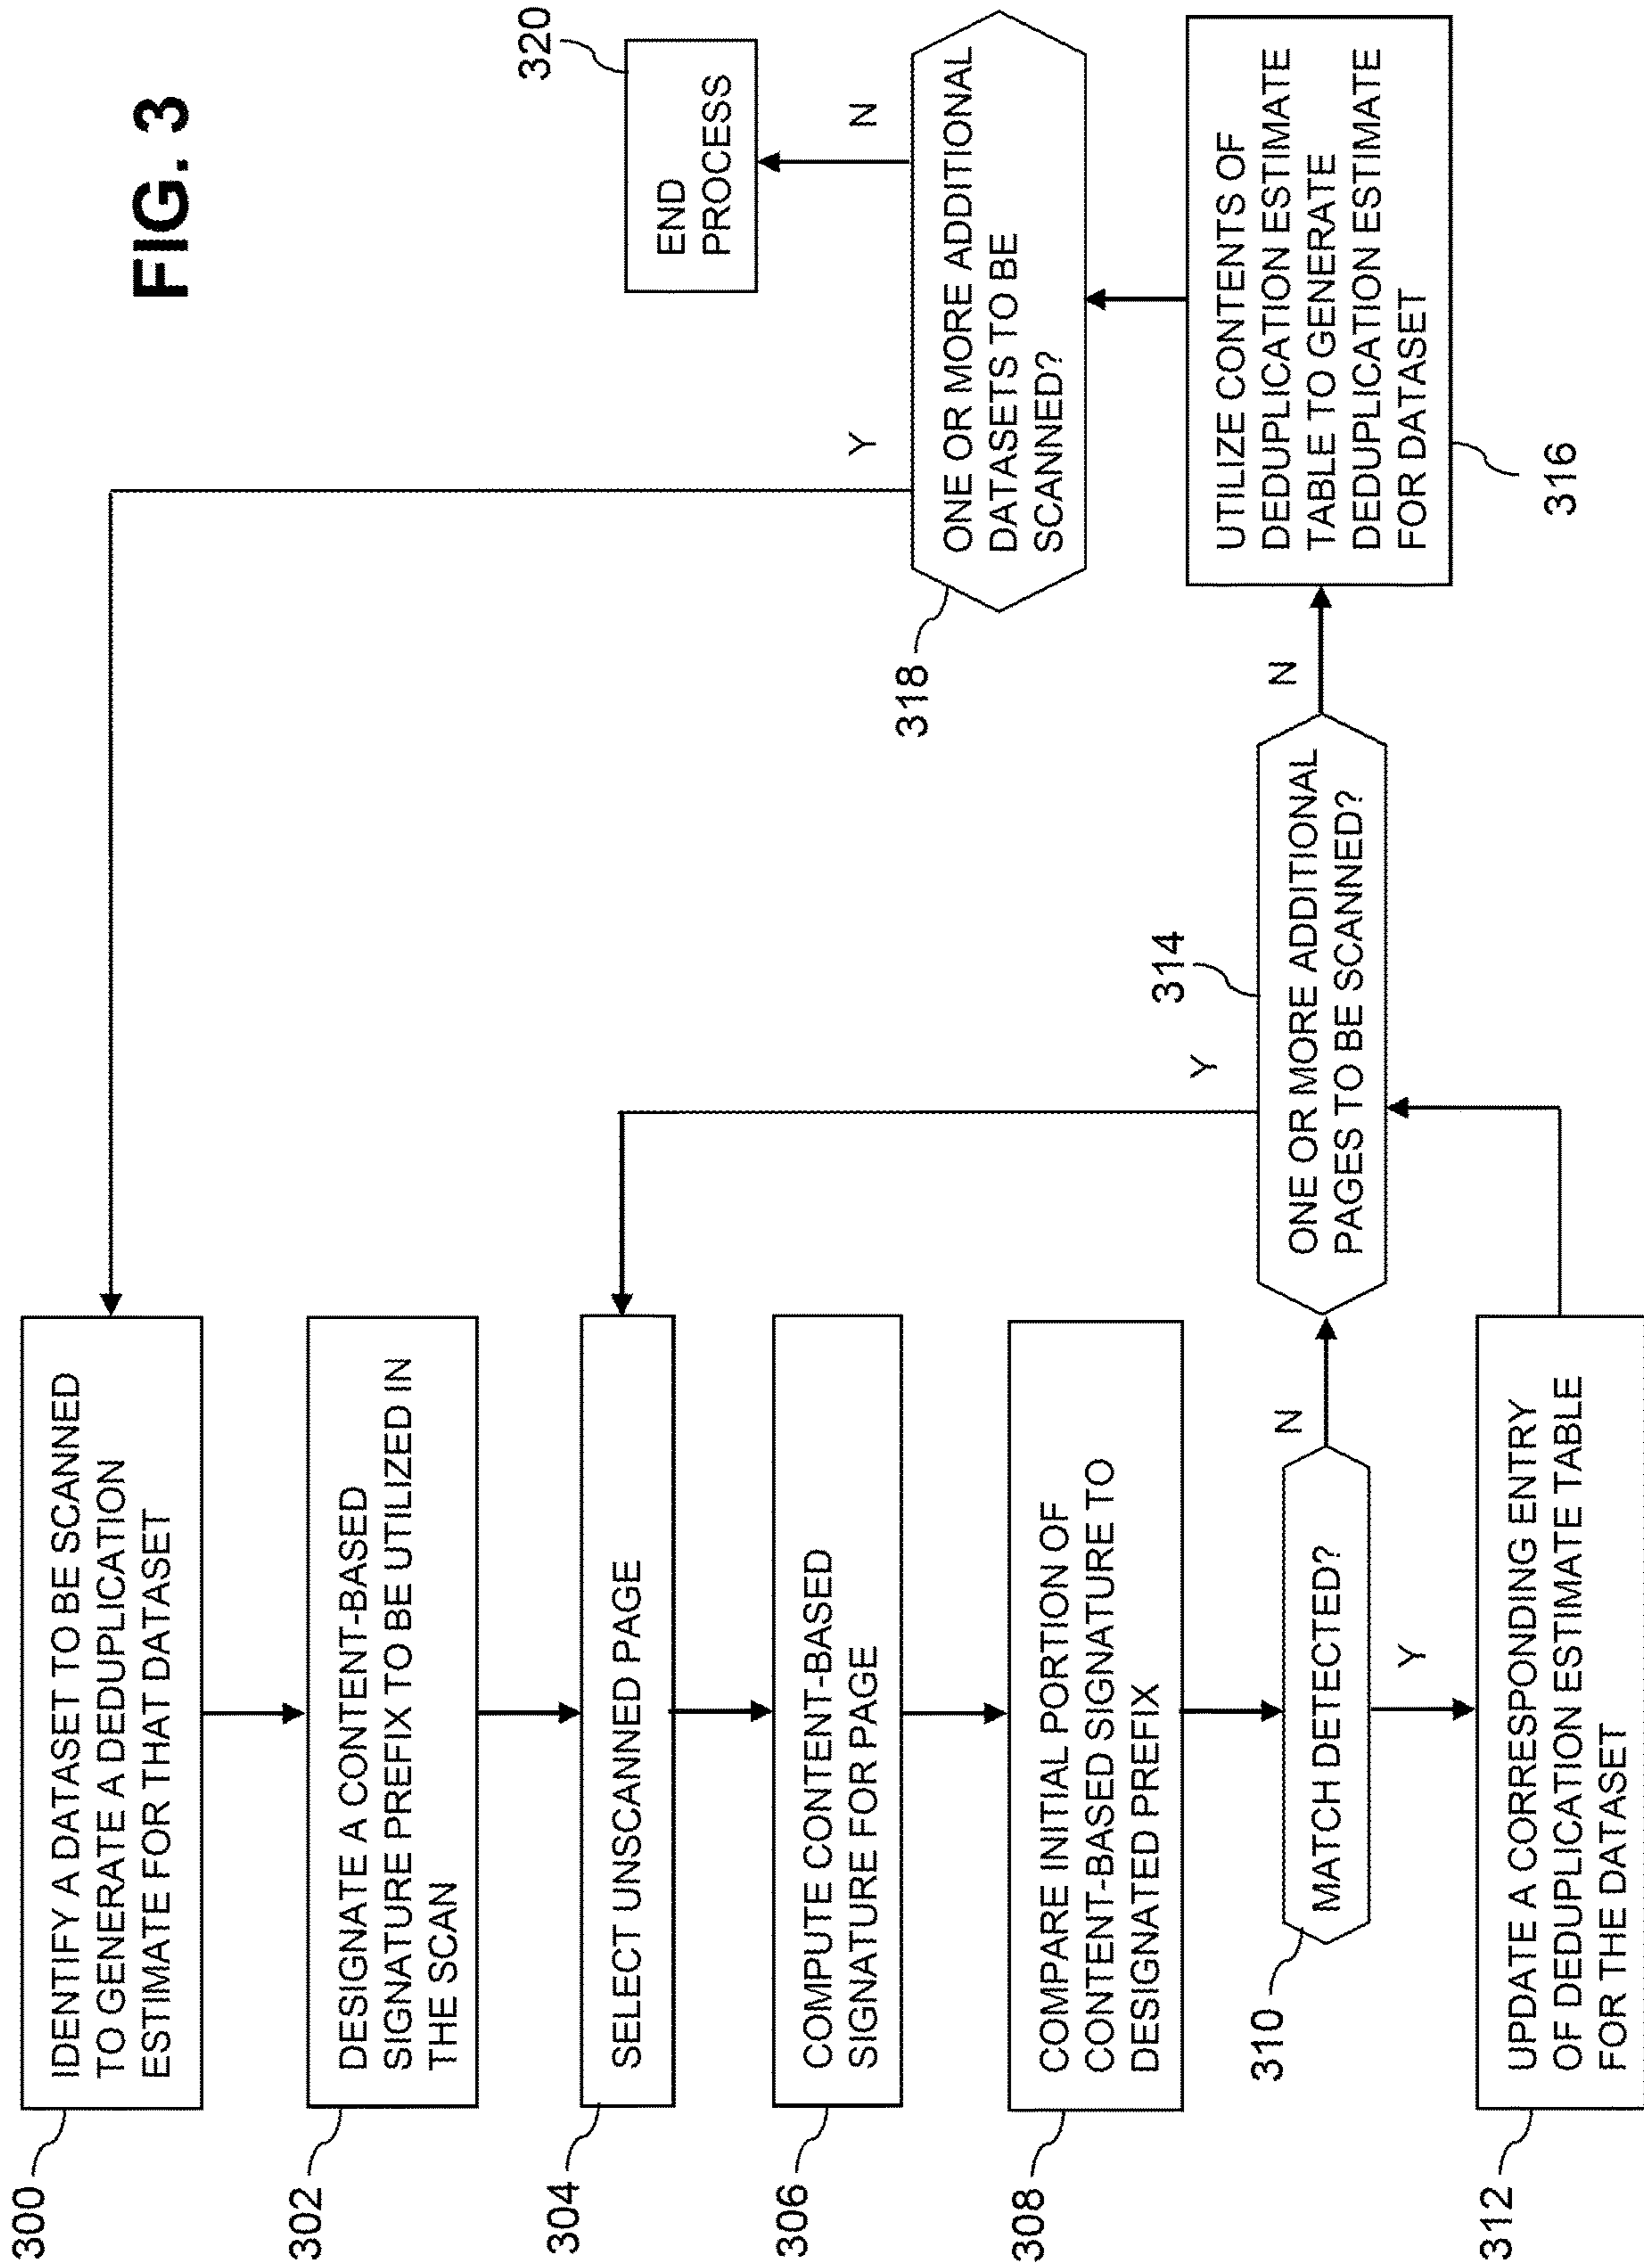 FIG. 3
300
IDENTIFY A DATASET TO BE SCANNED
TO GENERATE A DEDUPLICATION
ESTIMATE FOR THAT DATASET
302
DESIGNATE A CONTENT-BASED
SIGNATURE PREFIX TO BE UTILIZED IN
THE SCAN
304
SELECT UNSCANNED PAGE
306
COMPUTE CONTENT-BASED
SIGNATURE FOR PAGE
308
COMPARE INITIAL PORTION OF
CONTENT-BASED SIGNATURE TO
DESIGNATED PREFIX
310
MATCH DETECTED?
N
Y
312
UPDATE A CORRESPONDING ENTRY
OF DEDUPLICATION ESTIMATE TABLE
FOR THE DATASET
314
ONE OR MORE ADDITIONAL
PAGES TO BE SCANNED?
Y
N
316
UTILIZE CONTENTS OF
DEDUPLICATION ESTIMATE
TABLE TO GENERATE
DEDUPLICATION ESTIMATE
FOR DATASET
318
ONE OR MORE ADDITIONAL
DATASETS TO BE
SCANNED?
Y
N
320
END
PROCESS